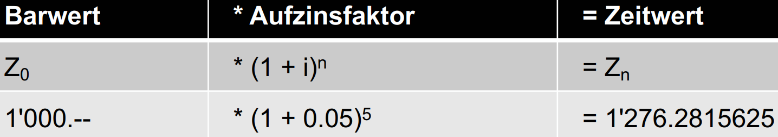 Barwert * Aufzinsfaktor = Zeitwert
Z₀ * (1 + i)ⁿ = Zₙ
1'000.-- * (1 + 0.05)⁵ = 1'276.2815625